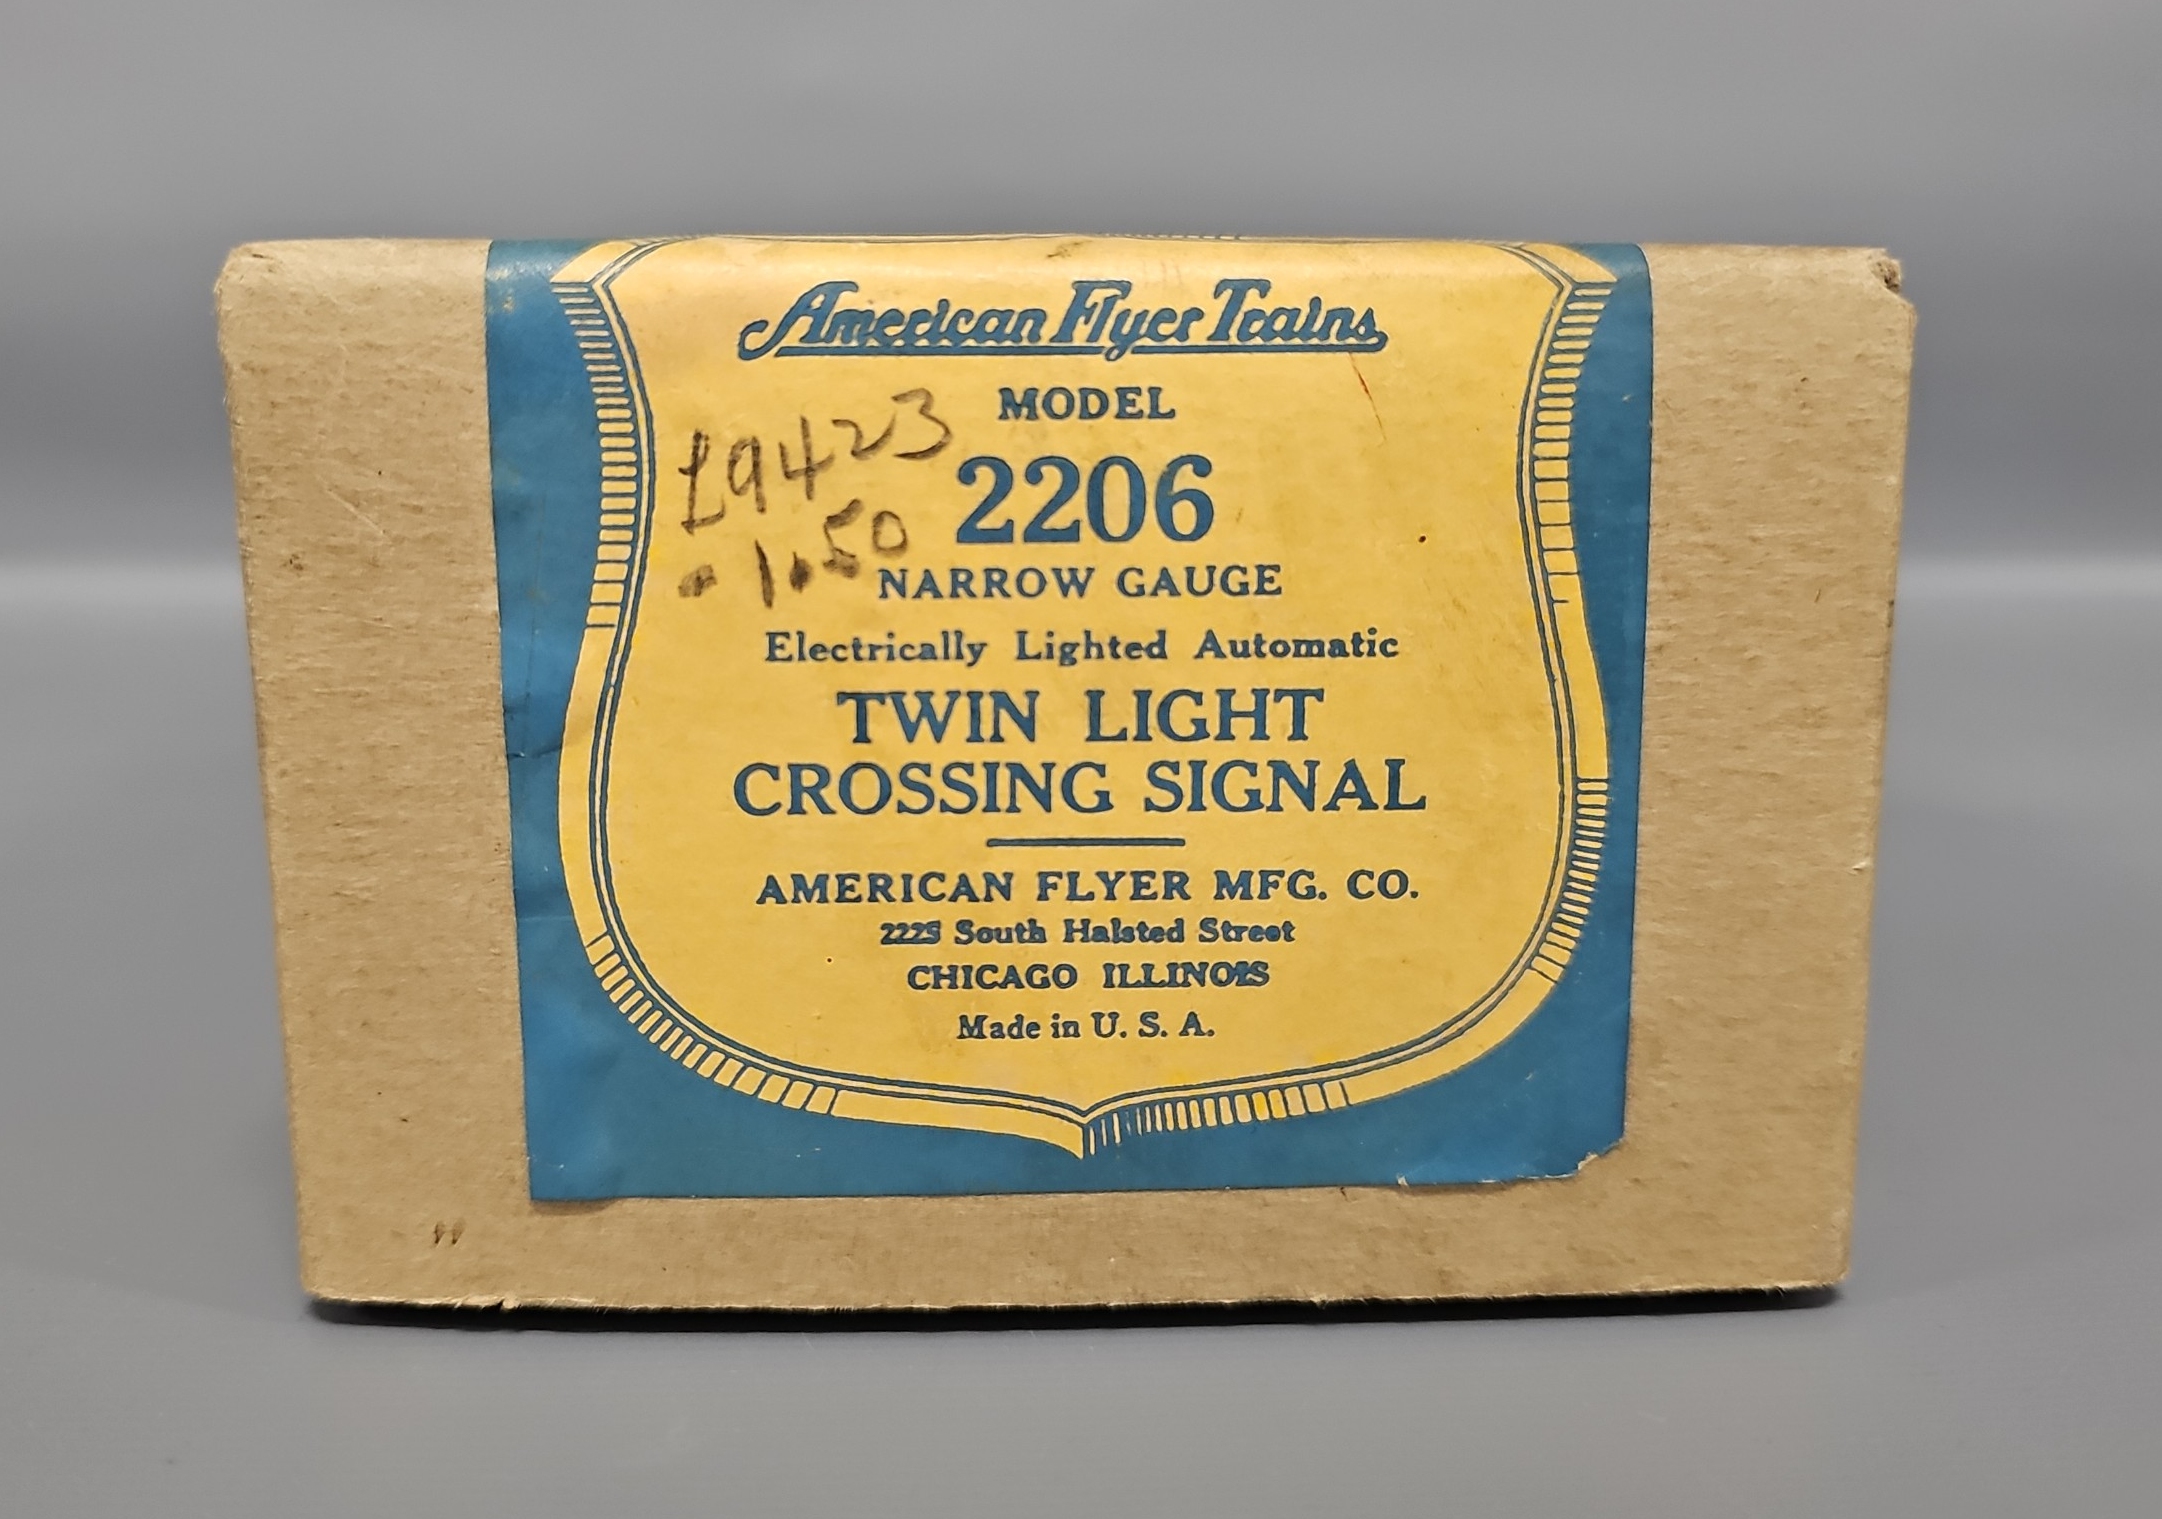 American Flyer Trains
MODEL
L9423
2206
- 1.50
NARROW GAUGE
Electrically Lighted Automatic
TWIN LIGHT
CROSSING SIGNAL
AMERICAN FLYER MFG. CO.
2225 South Halsted Street
CHICAGO ILLINOIS
Made in U. S. A.